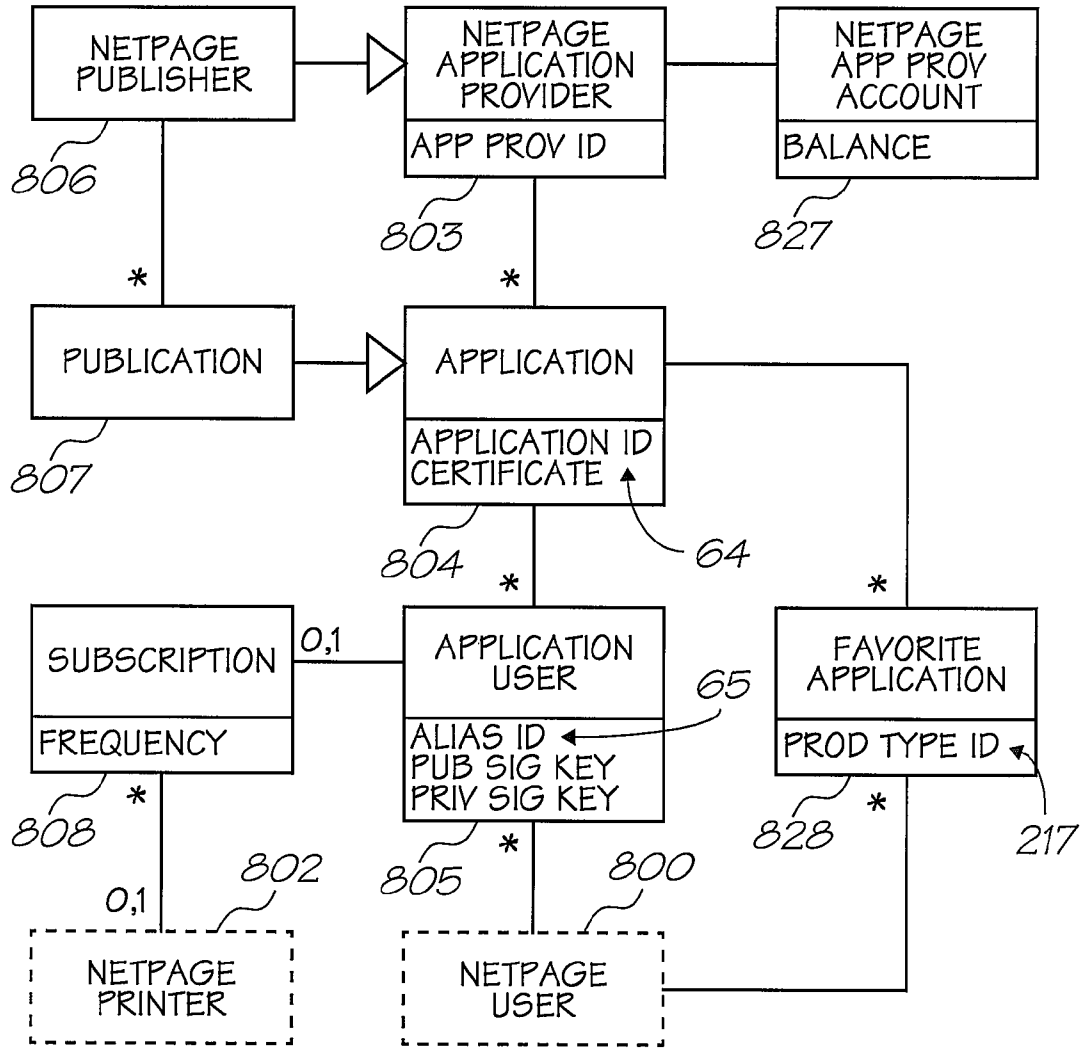 NETPAGE
PUBLISHER
806
NETPAGE
APPLICATION
PROVIDER
APP PROV ID
803
NETPAGE
APP PROV
ACCOUNT
BALANCE
827
*
*
PUBLICATION
807
APPLICATION
APPLICATION ID
CERTIFICATE
804
64
*
*
SUBSCRIPTION
FREQUENCY
808
0,1
APPLICATION
USER
ALIAS ID
PUB SIG KEY
PRIV SIG KEY
805
65
FAVORITE
APPLICATION
PROD TYPE ID
828
217
*
*
*
0,1
802
800
NETPAGE
PRINTER
NETPAGE
USER